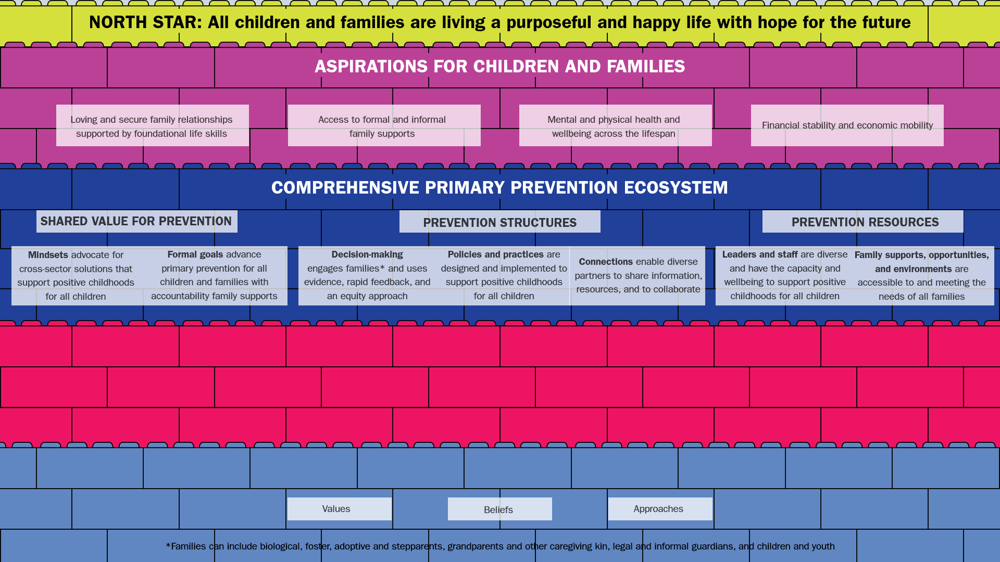 NORTH STAR: All children and families are living a purposeful and happy life with hope for the future
ASPIRATIONS FOR CHILDREN AND FAMILIES
Loving and secure family relationships
supported by foundational life skills
Access to formal and informal
family supports
Mental and physical health and
wellbeing across the lifespan
Financial stability and economic mobility
COMPREHENSIVE PRIMARY PREVENTION ECOSYSTEM
SHARED VALUE FOR PREVENTION
Mindsets advocate for
cross-sector solutions that
support positive childhoods
for all children
Formal goals advance
primary prevention for all
children and families with
accountability family supports
PREVENTION STRUCTURES
Decision-making
engages families* and uses
evidence, rapid feedback, and
an equity approach
Policies and practices are
designed and implemented to
support positive childhoods
for all children
Connections enable diverse
partners to share information,
resources, and to collaborate
PREVENTION RESOURCES
Leaders and staff are diverse
and have the capacity and
wellbeing to support positive
childhoods for all children
Family supports, opportunities,
and environments are
accessible to and meeting the
needs of all families
Values
Beliefs
Approaches
*Families can include biological, foster, adoptive and stepparents, grandparents and other caregiving kin, legal and informal guardians, and children and youth